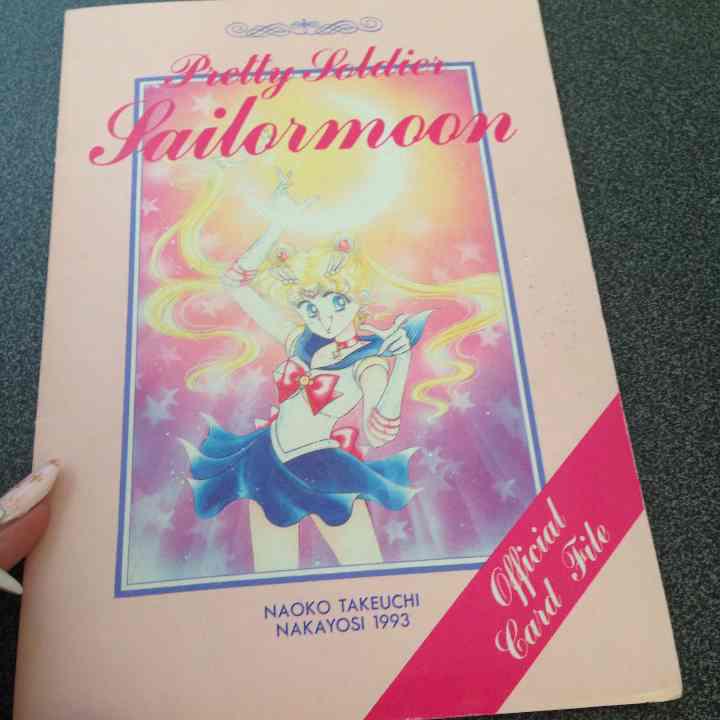 Pretty Soldier
Sailormoon
NAOKO TAKEUCHI
NAKAYOSI 1993
Official
Card File